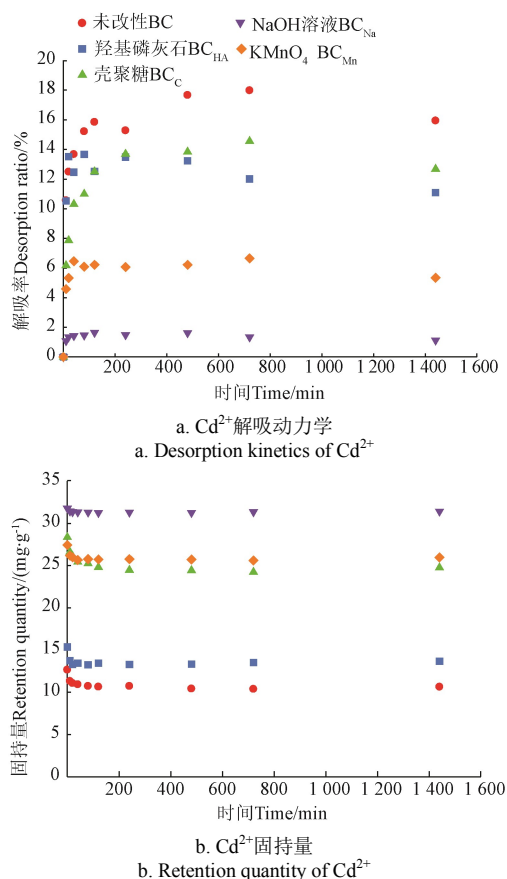 未改性BC
NaOH溶液BC_Na
羟基磷灰石BC_HA
KMnO₄ BC_Mn
壳聚糖BC_C
解吸率Desorption ratio/%
20
18
16
14
12
10
8
6
4
2
0
200 400 600 800 1 000 1 200 1 400 1 600
时间Time/min
a. Cd²⁺解吸动力学
a. Desorption kinetics of Cd²⁺
固持量Retention quantity/(mg·g⁻¹)
35
30
25
20
15
10
5
0
200 400 600 800 1 000 1 200 1 400 1 600
时间Time/min
b. Cd²⁺固持量
b. Retention quantity of Cd²⁺